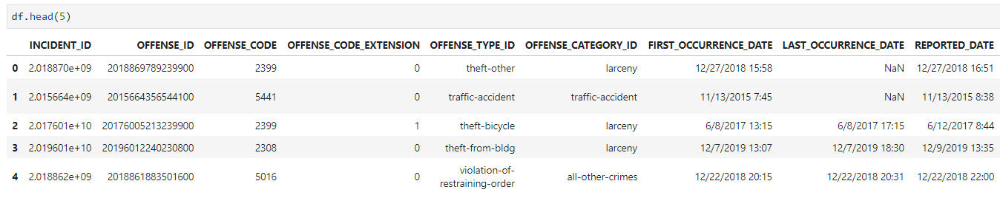 df.head(5)
INCIDENT_ID OFFENSE_ID OFFENSE_CODE OFFENSE_CODE_EXTENSION OFFENSE_TYPE_ID OFFENSE_CATEGORY_ID FIRST_OCCURRENCE_DATE LAST_OCCURRENCE_DATE REPORTED_DATE
0 2.018870e+09 2018869789239900 2399 0 theft-other larceny 12/27/2018 15:58 NaN 12/27/2018 16:51
1 2.015664e+09 2015664356544100 5441 0 traffic-accident traffic-accident 11/13/2015 7:45 NaN 11/13/2015 8:38
2 2.017601e+10 20176005213239900 2399 1 theft-bicycle larceny 6/8/2017 13:15 6/8/2017 17:15 6/12/2017 8:44
3 2.019601e+10 20196012240230800 2308 0 theft-from-bldg larceny 12/7/2019 13:07 12/7/2019 18:30 12/9/2019 13:35
4 2.018862e+09 2018861883501600 5016 0 violation-of-
restraining-order all-other-crimes 12/22/2018 20:15 12/22/2018 20:31 12/22/2018 22:00